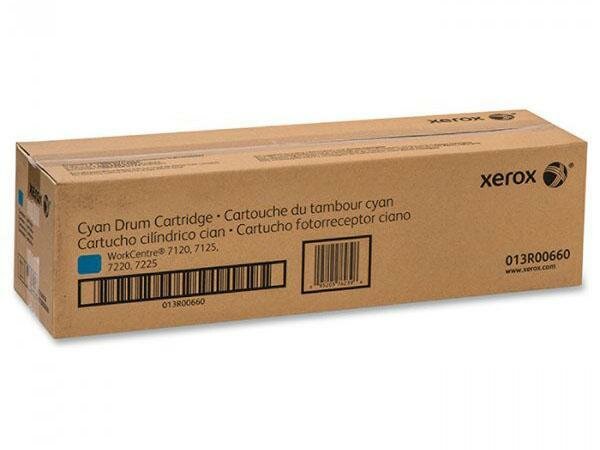 xerox
xerox
Cyan Drum Cartridge • Cartouche du tambour cyan
Cartucho cilíndrico cian • Cartucho fotorreceptor ciano
WorkCentre® 7120, 7125,
7220, 7225
013R00660
013R00660
www.xerox.com